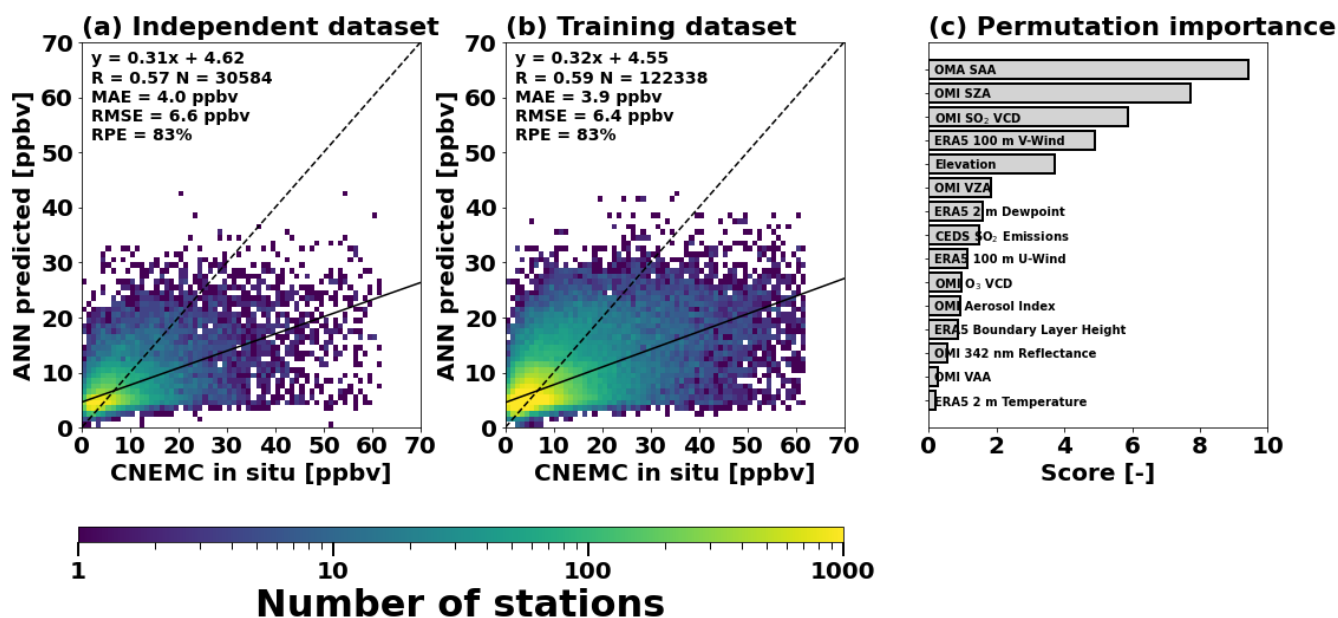 (a) Independent dataset
70
60
50
40
30
20
10
0
ANN predicted [ppbv]
y = 0.31x + 4.62
R = 0.57 N = 30584
MAE = 4.0 ppbv
RMSE = 6.6 ppbv
RPE = 83%
0 10 20 30 40 50 60 70
CNEMC in situ [ppbv]
(b) Training dataset
70
60
50
40
30
20
10
0
ANN predicted [ppbv]
y = 0.32x + 4.55
R = 0.59 N = 122338
MAE = 3.9 ppbv
RMSE = 6.4 ppbv
RPE = 83%
0 10 20 30 40 50 60 70
CNEMC in situ [ppbv]
(c) Permutation importance
OMA SAA
OMI SZA
OMI SO₂ VCD
ERA5 100 m V-Wind
Elevation
OMI VZA
ERA5 2 m Dewpoint
CEDS SO₂ Emissions
ERA5 100 m U-Wind
OMI O₃ VCD
OMI Aerosol Index
ERA5 Boundary Layer Height
OMI 342 nm Reflectance
OMI VAA
ERA5 2 m Temperature
0 2 4 6 8 10
Score [-]
1 10 100 1000
Number of stations